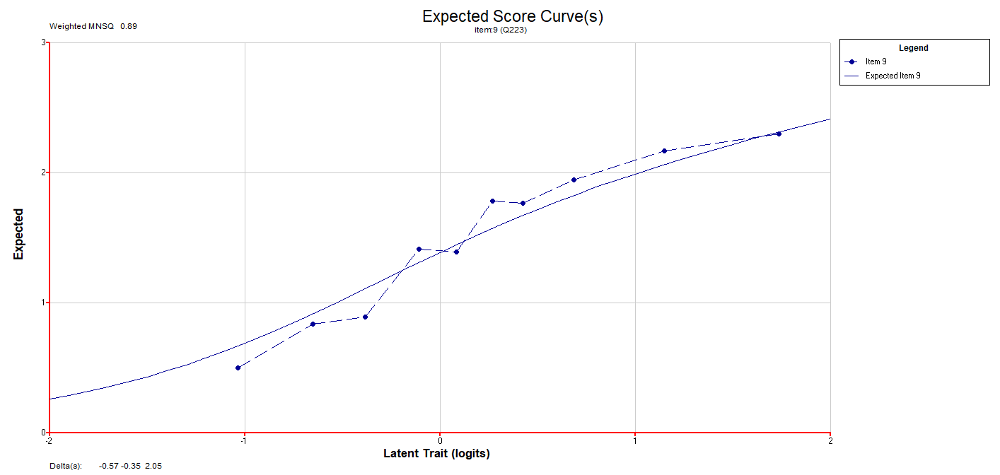 Expected Score Curve(s)
item:9 (Q223)
Weighted MNSQ 0.89
Legend
Item 9
Expected Item 9
3
2
1
0
Expected
-2 -1 0 1 2
Latent Trait (logits)
Delta(s): -0.57 -0.35 2.05